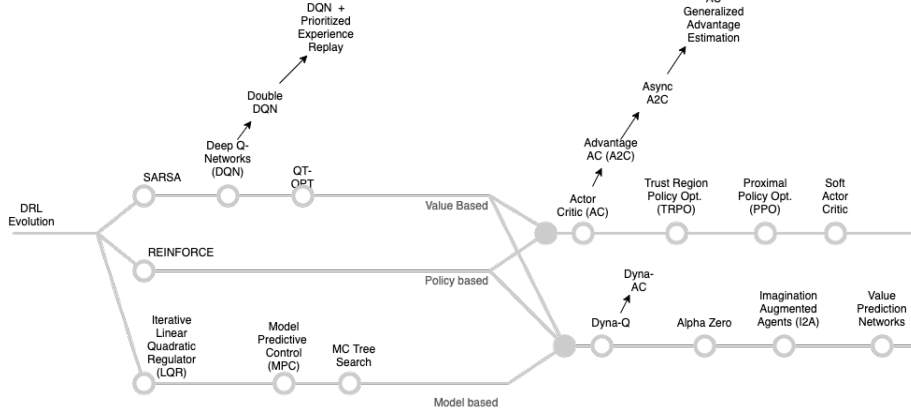 DQN +
Prioritized
Experience
Replay
Generalized
Advantage
Estimation
Double
DQN
Async
A2C
Deep Q-
Networks
(DQN)
Advantage
AC (A2C)
SARSA
QT-
OPT
Value Based
Actor
Critic (AC)
Trust Region
Policy Opt.
(TRPO)
Proximal
Policy Opt.
(PPO)
Soft
Actor
Critic
DRL
Evolution
REINFORCE
Policy based
Dyna-
AC
Iterative
Linear
Quadratic
Regulator
(LQR)
Model
Predictive
Control
(MPC)
MC Tree
Search
Model based
Dyna-Q
Alpha Zero
Imagination
Augmented
Agents (I2A)
Value
Prediction
Networks